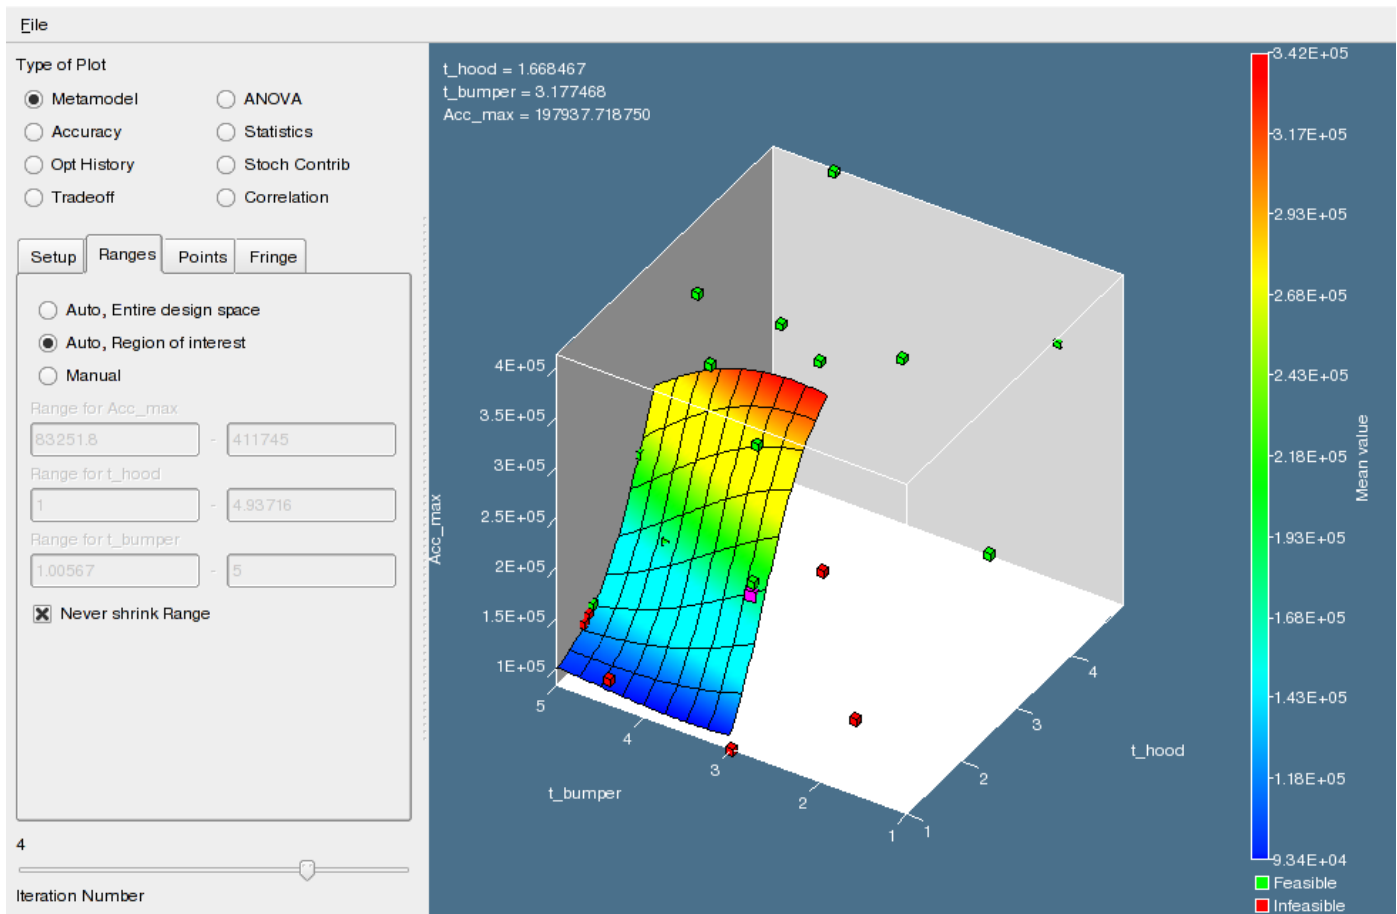 File
Type of Plot
Metamodel
ANOVA
Accuracy
Statistics
Opt History
Stoch Contrib
Tradeoff
Correlation
Setup
Ranges
Points
Fringe
Auto, Entire design space
Auto, Region of interest
Manual
Range for Acc_max
83251.8 - 411745
Range for t_hood
1 - 4.93716
Range for t_bumper
1.00567 - 5
Never shrink Range
4
Iteration Number
t_hood = 1.668467
t_bumper = 3.177468
Acc_max = 197937.718750
4E+05
3.5E+05
3E+05
2.5E+05
2E+05
1.5E+05
1E+05
Acc_max
5
4
3
2
1
t_bumper
1
2
3
4
t_hood
3.42E+05
3.17E+05
2.93E+05
2.68E+05
2.43E+05
2.18E+05
1.93E+05
1.68E+05
1.43E+05
1.18E+05
9.34E+04
Mean value
Feasible
Infeasible